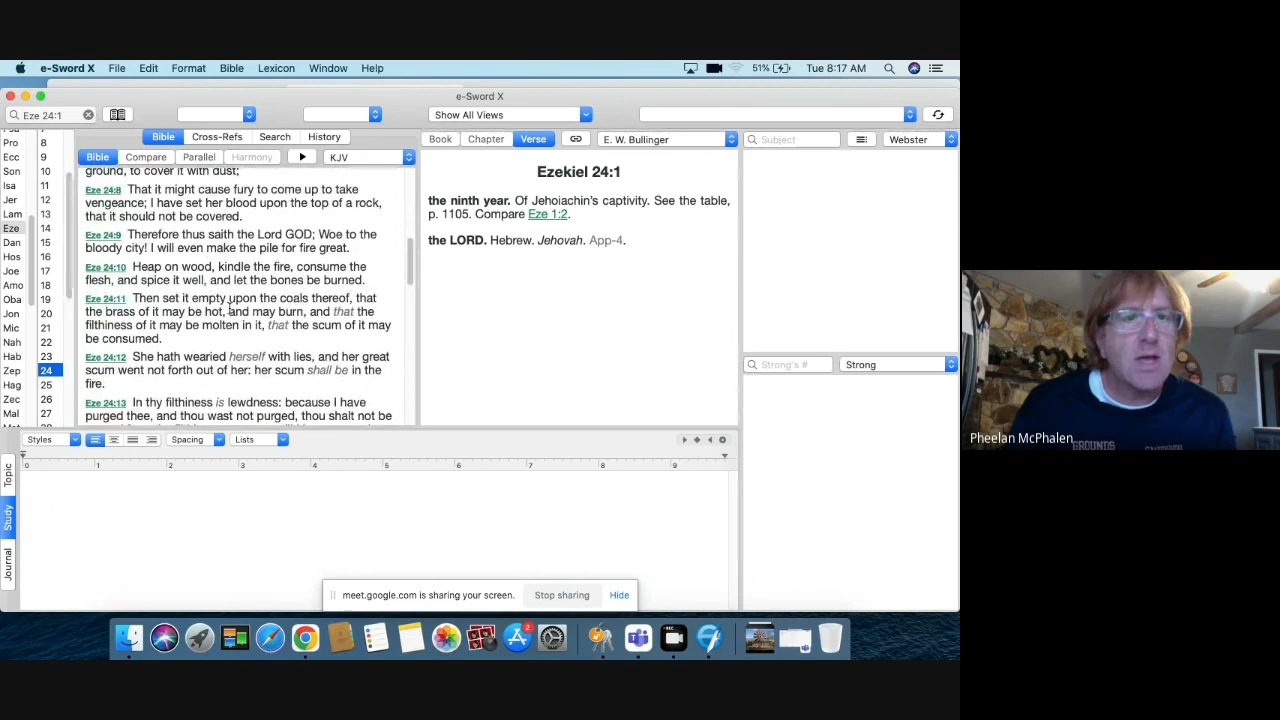 e-Sword X File Edit Format Bible Lexicon Window Help 51% Tue 8:17 AM
e-Sword X
Eze 24:1 Show All Views
Bible Cross-Refs Search History
Book Chapter Verse E. W. Bullinger Subject Webster
Bible Compare Parallel Harmony KJV
Pro
Ecc
Son
Isa
Jer
Lam
Eze
Dan
Hos
Joe
Amo
Oba
Jon
Mic
Nah
Hab
Zep
Hag
Zec
Mal
7
8
9
10
11
12
13
14
15
16
17
18
19
20
21
22
23
24
25
26
27
ground, to cover it with dust;
Eze 24:8 That it might cause fury to come up to take
vengeance; I have set her blood upon the top of a rock,
that it should not be covered.
Eze 24:9 Therefore thus saith the Lord GOD; Woe to the
bloody city! I will even make the pile for fire great.
Eze 24:10 Heap on wood, kindle the fire, consume the
flesh, and spice it well, and let the bones be burned.
Eze 24:11 Then set it empty upon the coals thereof, that
the brass of it may be hot, and may burn, and that the
filthiness of it may be molten in it, that the scum of it may
be consumed.
Eze 24:12 She hath wearied herself with lies, and her great
scum went not forth out of her: her scum shall be in the
fire.
Eze 24:13 In thy filthiness is lewdness: because I have
purged thee, and thou wast not purged, thou shalt not be
Ezekiel 24:1
the ninth year. Of Jehoiachin's captivity. See the table,
p. 1105. Compare Eze 1:2.
the LORD. Hebrew. Jehovah. App-4.
Strong's # Strong
Styles Spacing Lists
0 1 2 3 4 5 6 7 8 9
Topic
Study
Journal
meet.google.com is sharing your screen. Stop sharing Hide
2
REC
Pheelan McPhalen
GROUNDS